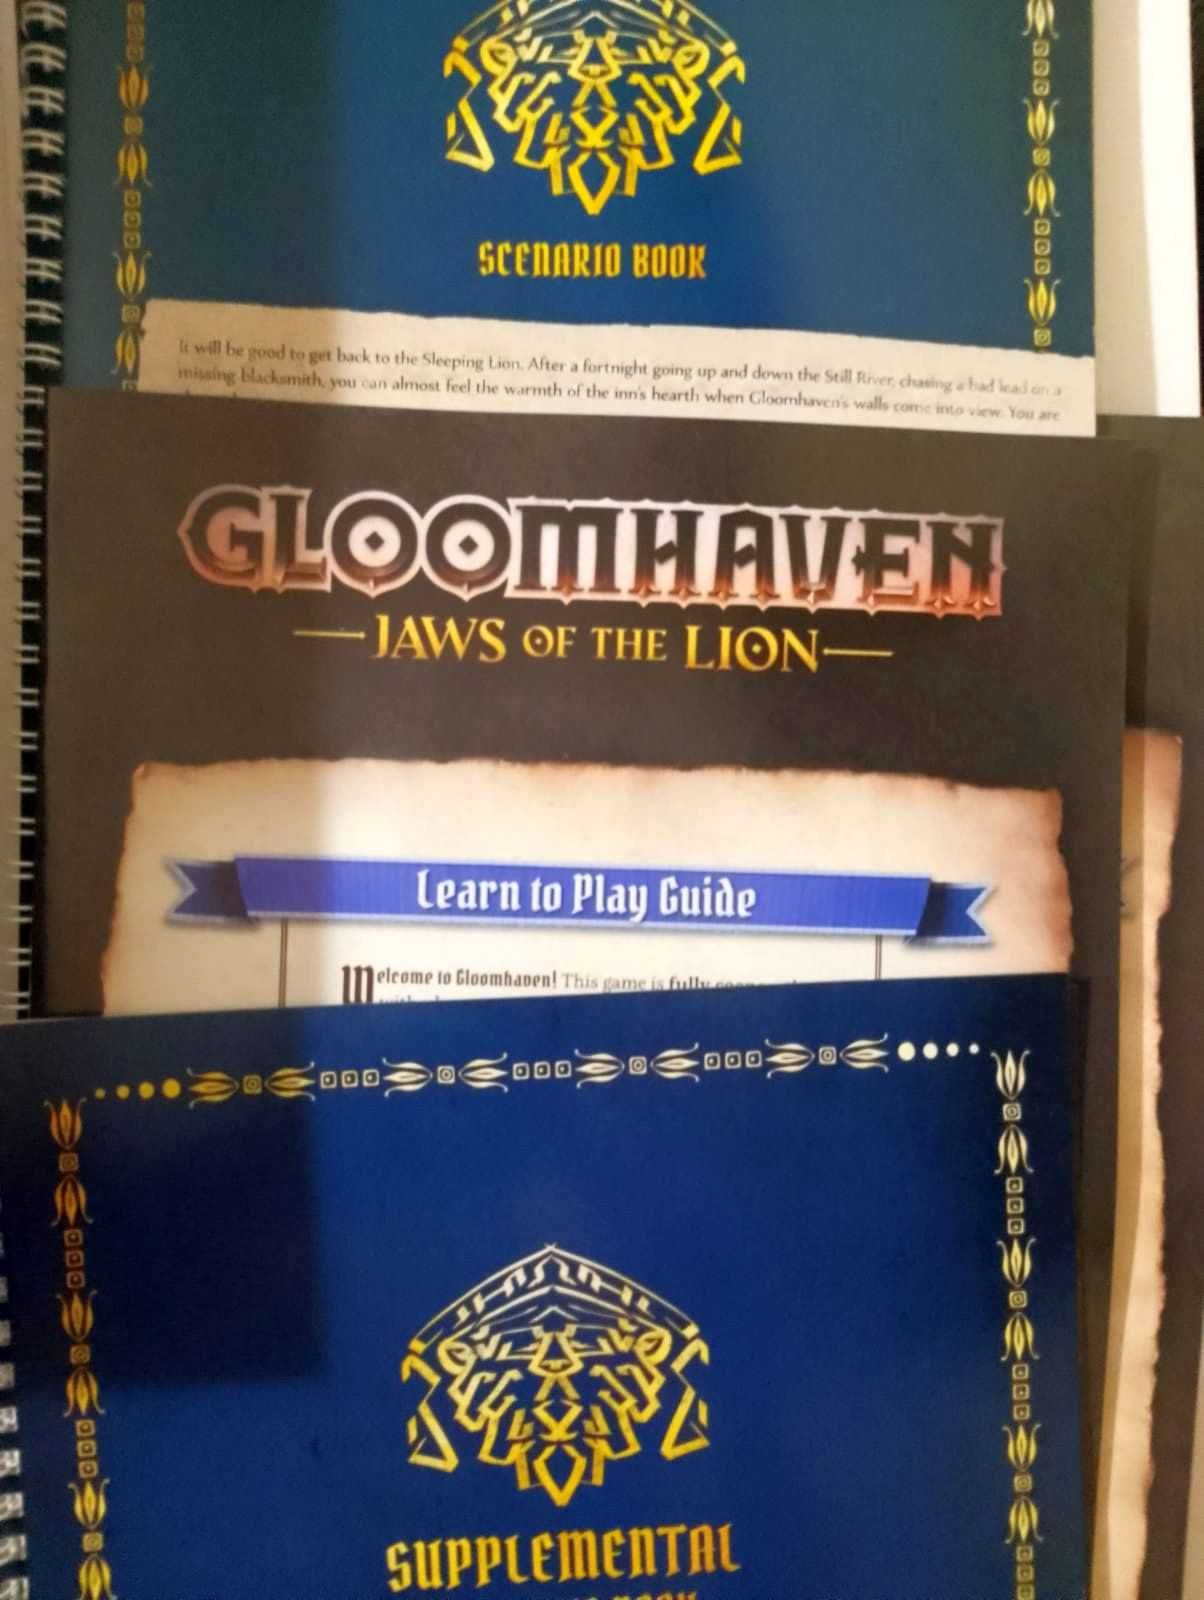 SCENARIO BOOK
It will be good to get back to the Sleeping Lion. After a fortnight going up and down the Still River, chasing a bad lead on a
missing blacksmith, you can almost feel the warmth of the inn's hearth when Gloomhaven's walls come into view. You are
GLOOMHAVEN
JAWS OF THE LION
Learn to Play Guide
Welcome to Gloomhaven! This game is fully
SUPPLEMENTAL
BOOK